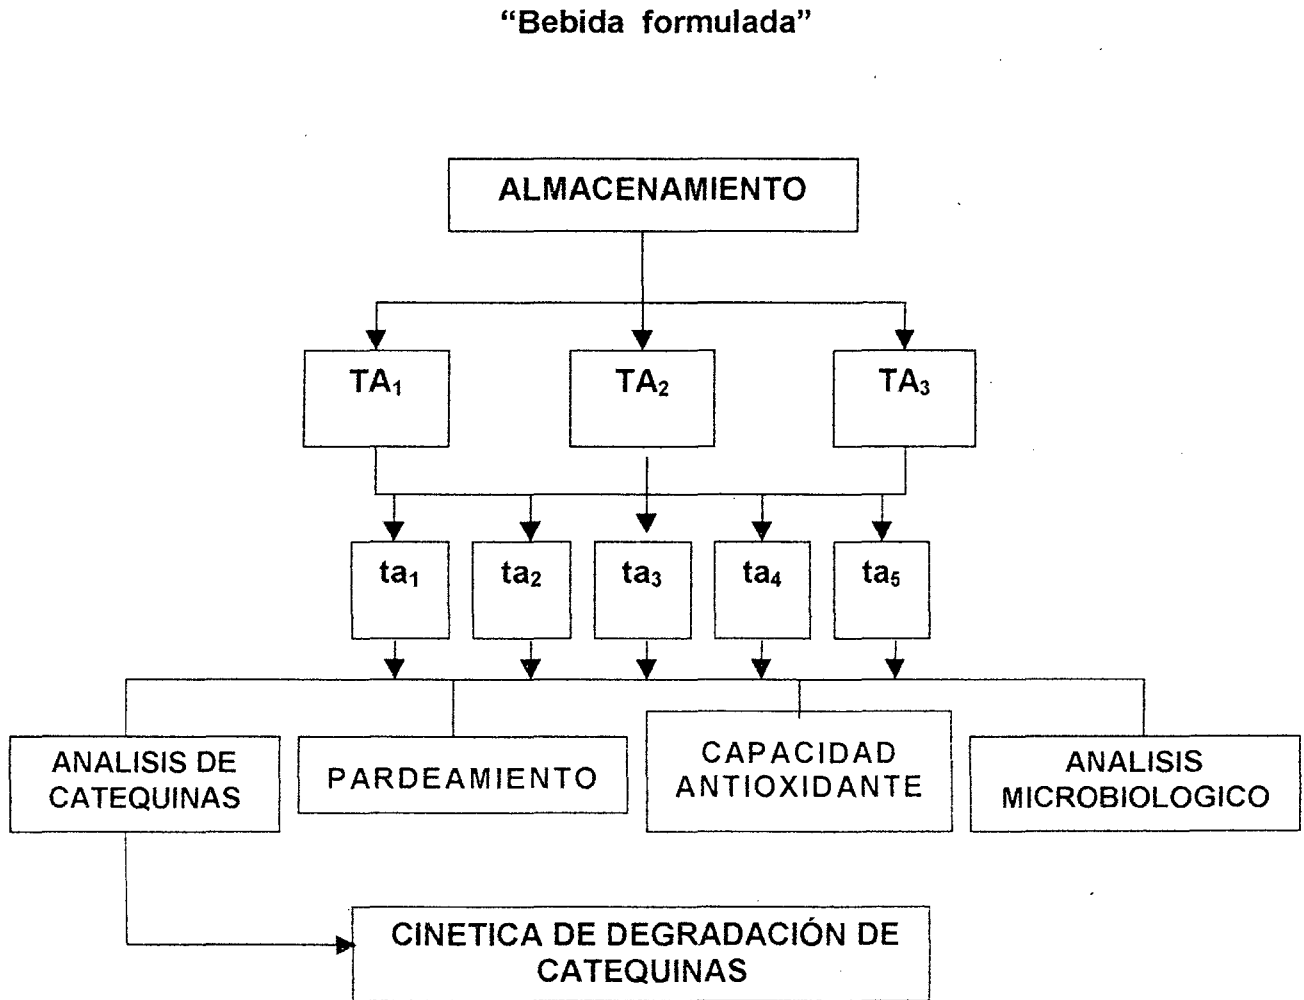 “Bebida formulada”
ALMACENAMIENTO
TA₁
TA₂
TA₃
ta₁
ta₂
ta₃
ta₄
ta₅
ANALISIS DE
CATEQUINAS
PARDEAMIENTO
CAPACIDAD
ANTIOXIDANTE
ANALISIS
MICROBIOLOGICO
CINETICA DE DEGRADACIÓN DE
CATEQUINAS